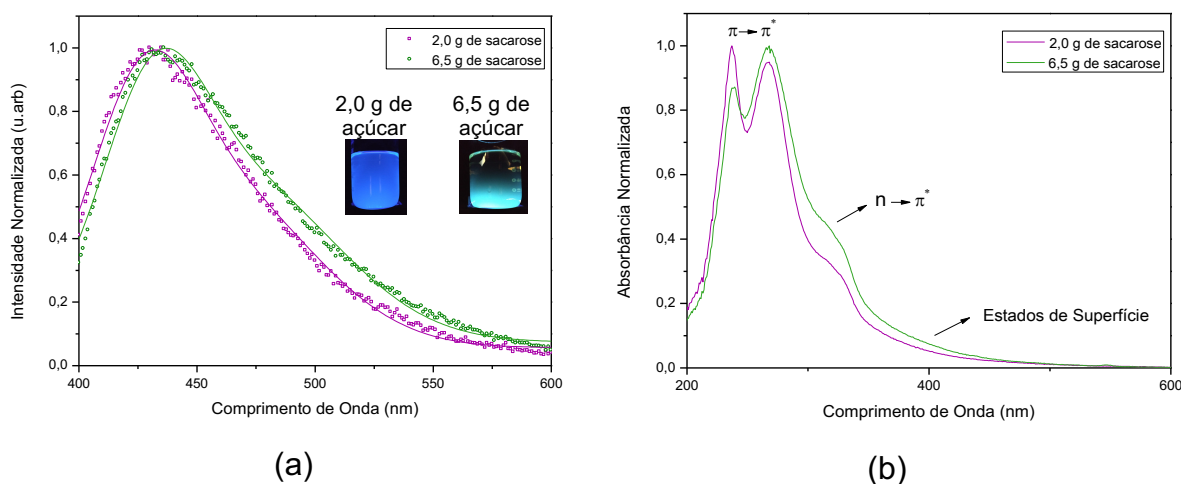 1,0
0,8
0,6
0,4
0,2
0,0
400
450
500
550
600
Intensidade Normalizada (u.arb)
Comprimento de Onda (nm)
2,0 g de sacarose
6,5 g de sacarose
2,0 g de
açúcar
6,5 g de
açúcar
(a)
π→ π*
1,0
0,8
0,6
0,4
0,2
0,0
200
400
600
Absorbância Normalizada
Comprimento de Onda (nm)
2,0 g de sacarose
6,5 g de sacarose
n → π*
Estados de Superfície
(b)